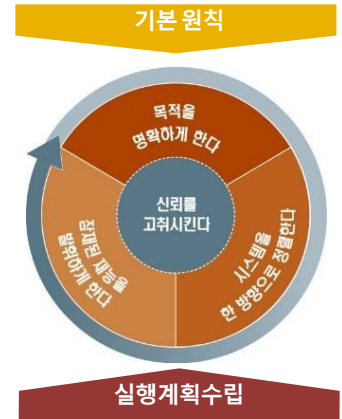 기본 원칙
목적을
명확하게 한다
신뢰를
고취시킨다
시스템을
한 방향으로 정렬한다
잠재된 재능을
발휘하게 한다
실행계획수립